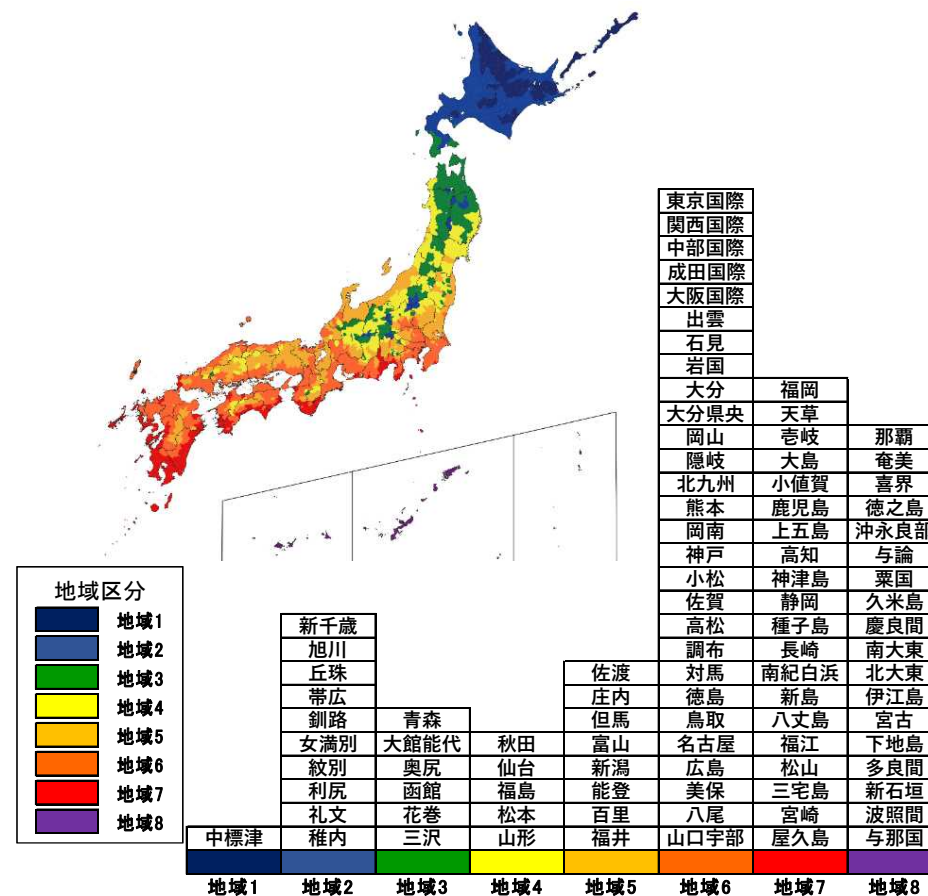 東京国際
関西国際
中部国際
成田国際
大阪国際
出雲
石見
岩国
大分 福岡
大分県央 天草
岡山 壱岐 那覇
隠岐 大島 奄美
北九州 小値賀 喜界
熊本 鹿児島 徳之島
岡南 上五島 沖永良部
神戸 高知 与論
小松 神津島 粟国
佐賀 静岡 久米島
高松 種子島 慶良間
調布 長崎 南大東
対馬 南紀白浜 北大東
徳島 新島 伊江島
鳥取 八丈島 宮古
名古屋 福江 下地島
広島 松山 多良間
美保 三宅島 新石垣
八尾 宮崎 波照間
山口宇部 屋久島 与那国
地域区分
地域1
地域2
地域3
地域4
地域5
地域6
地域7
地域8
新千歳
旭川
丘珠 佐渡
帯広 庄内
釧路 青森 但馬
女満別 大館能代 秋田 富山
紋別 奥尻 仙台 新潟
利尻 函館 福島 能登
礼文 花巻 松本 百里
中標津 稚内 三沢 山形 福井
地域1 地域2 地域3 地域4 地域5 地域6 地域7 地域8